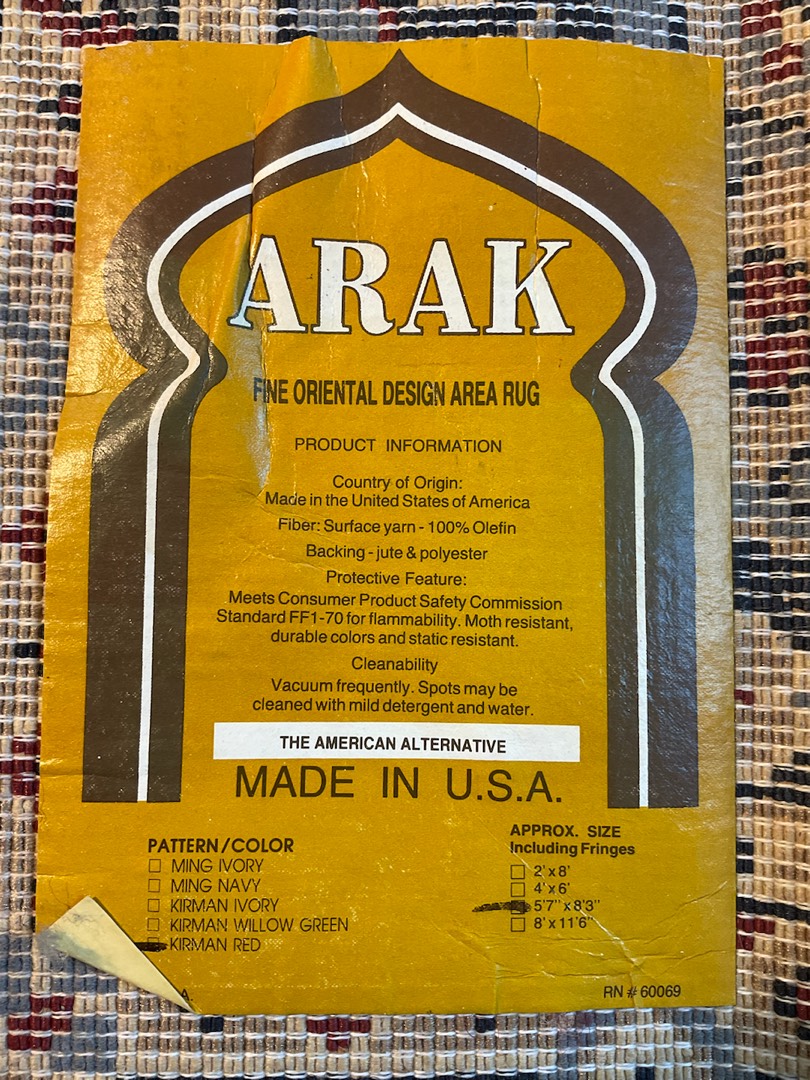 ARAK
FINE ORIENTAL DESIGN AREA RUG
PRODUCT INFORMATION
Country of Origin:
Made in the United States of America
Fiber: Surface yarn - 100% Olefin
Backing - jute & polyester
Protective Feature:
Meets Consumer Product Safety Commission
Standard FF1-70 for flammability. Moth resistant,
durable colors and static resistant.
Cleanability
Vacuum frequently. Spots may be
cleaned with mild detergent and water.
THE AMERICAN ALTERNATIVE
MADE IN U.S.A.
PATTERN/COLOR
MING IVORY
MING NAVY
KIRMAN IVORY
KIRMAN WILLOW GREEN
KIRMAN RED
APPROX. SIZE
Including Fringes
2' x 8'
4' x 6'
5'7" x 8'3"
8' x 11'6"
A.
RN # 60069